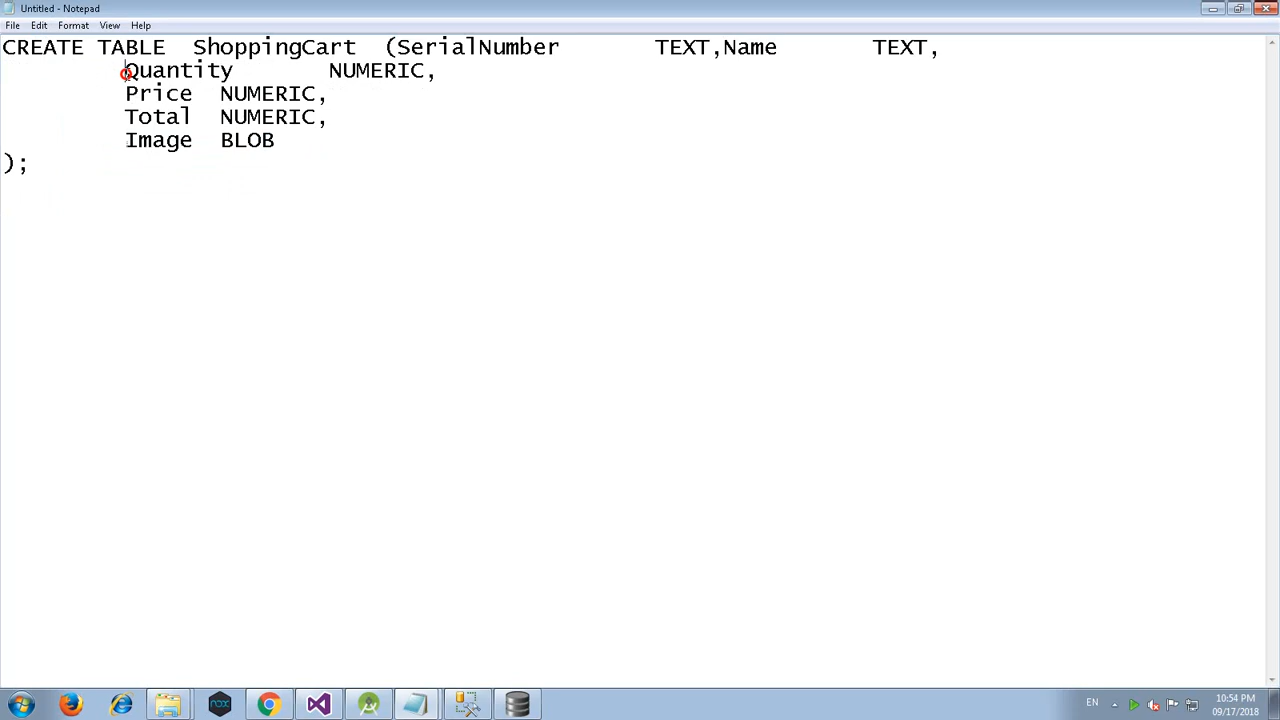 Untitled - Notepad
File Edit Format View Help
CREATE TABLE ShoppingCart (SerialNumber TEXT,Name TEXT,
Quantity NUMERIC,
Price NUMERIC,
Total NUMERIC,
Image BLOB
);
nox
EN
10:54 PM
09/17/2018